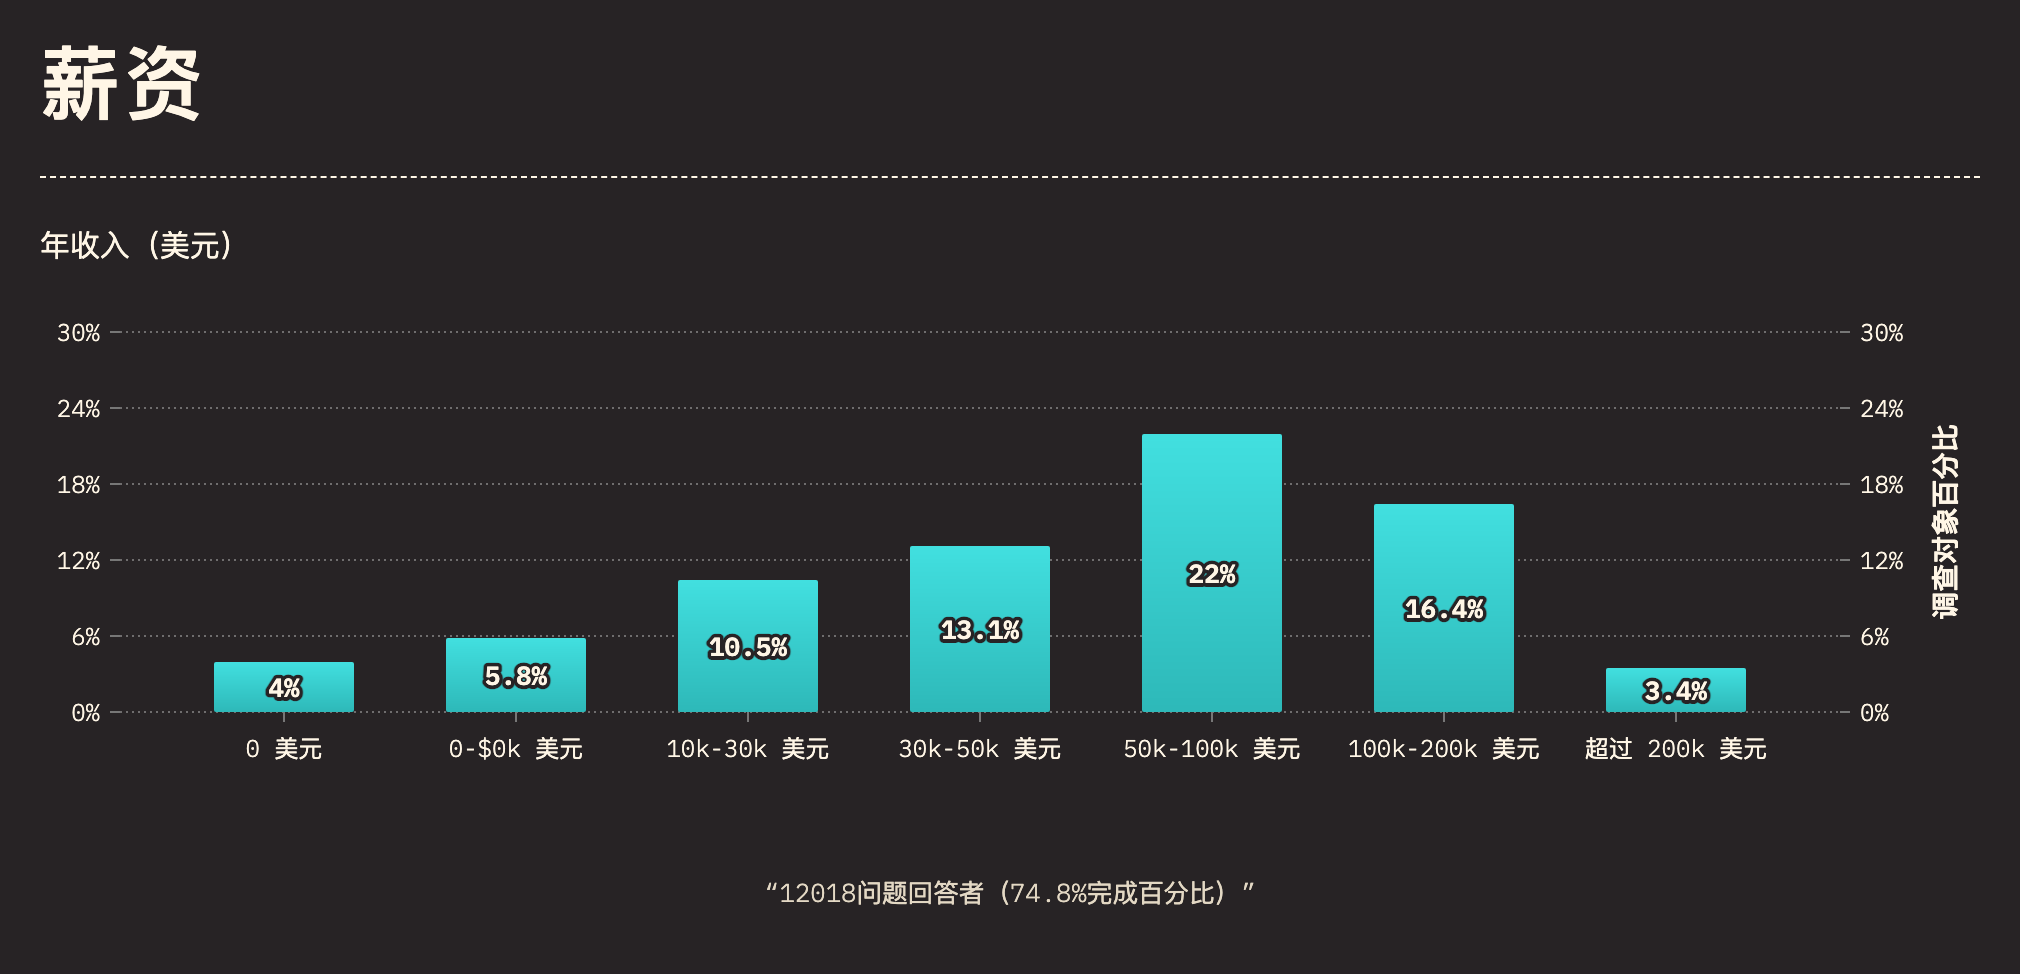 薪资
年收入（美元）
30%
24%
18%
12%
6%
0%
30%
24%
18%
12%
6%
0%
调查对象百分比
4%
5.8%
10.5%
13.1%
22%
16.4%
3.4%
0 美元
0-$0k 美元
10k-30k 美元
30k-50k 美元
50k-100k 美元
100k-200k 美元
超过 200k 美元
“12018问题回答者（74.8%完成百分比）”